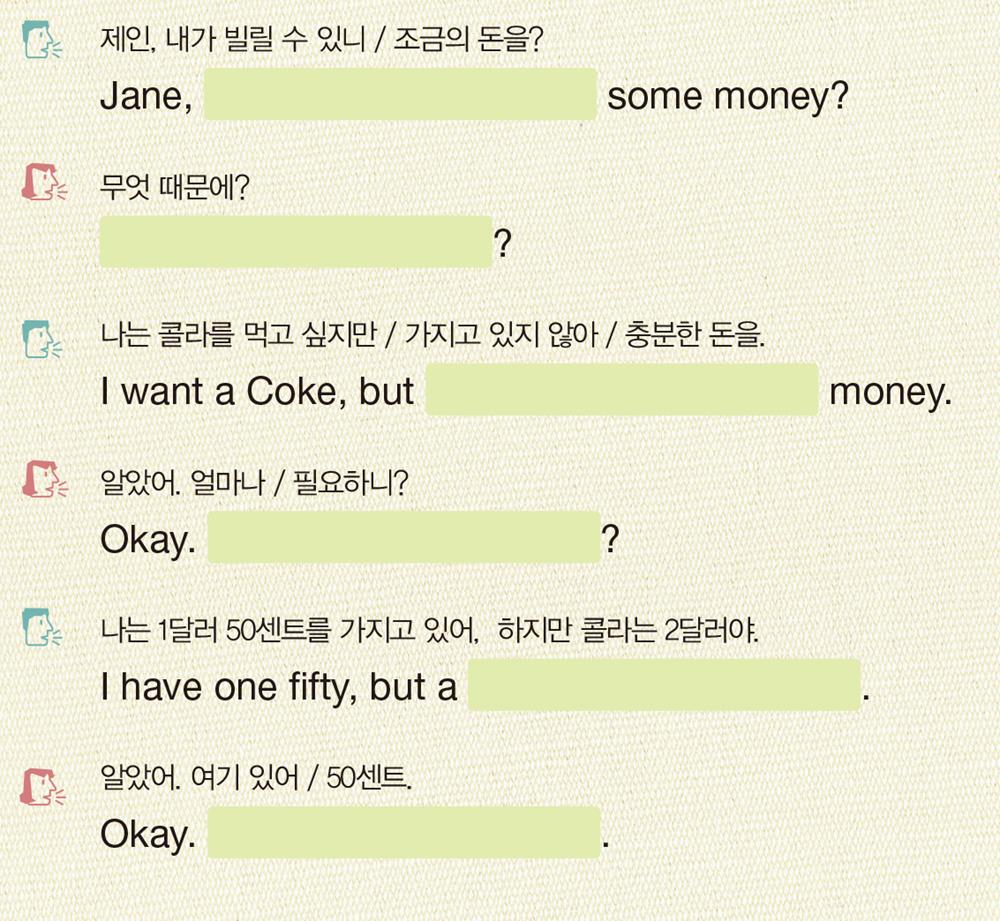 제인, 내가 빌릴 수 있니 / 조금의 돈을?
Jane, some money?
무엇 때문에?
?
나는 콜라를 먹고 싶지만 / 가지고 있지 않아 / 충분한 돈을.
I want a Coke, but money.
알았어. 얼마나 / 필요하니?
Okay. ?
나는 1달러 50센트를 가지고 있어, 하지만 콜라는 2달러야.
I have one fifty, but a .
알았어. 여기 있어 / 50센트.
Okay. .